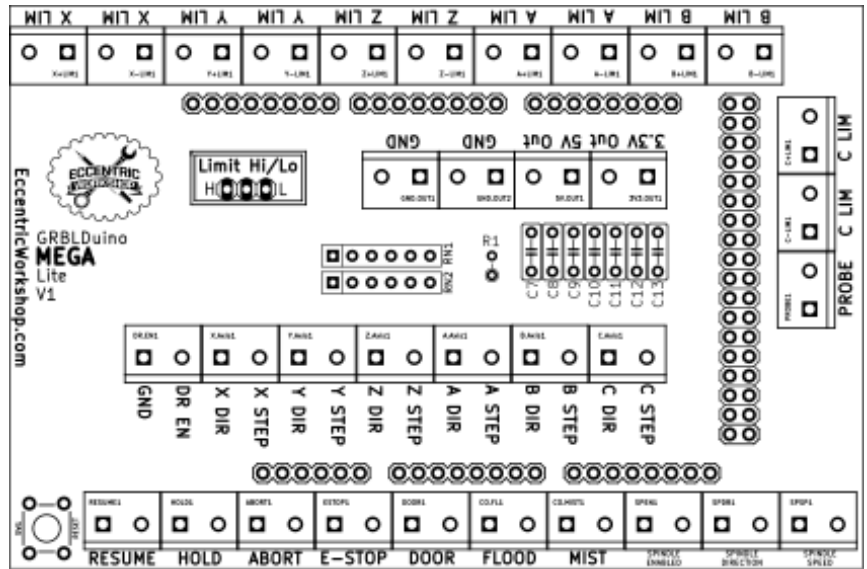 X LIM X LIM Y LIM Y LIM Z LIM Z LIM A LIM A LIM B LIM B LIM
X+LIM1 X-LIM1 Y+LIM1 Y-LIM1 Z+LIM1 Z-LIM1 A+LIM1 A-LIM1 B+LIM1 B-LIM1
GND GND 5V Out 3.3V Out
GND.OUT1 GND.OUT2 5V.OUT1 3V3.OUT1
Limit Hi/Lo
H L
ECCENTRIC
WORKSHOP
GRBLDuino
MEGA
Lite
V1
EccentricWorkshop.com
RN1
RN2
R1
C7 C8 C9 C10 C11 C12 C13
C+LIM1 C LIM
C-LIM1 C LIM
PROBE1 PROBE
DR.EN1 X.Axis1 Y.Axis1 Z.Axis1 A.Axis1 B.Axis1 C.Axis1
GND DR EN X DIR X STEP Y DIR Y STEP Z DIR Z STEP A DIR A STEP B DIR B STEP C DIR C STEP
RESUME1 HOLD1 ABORT1 ESTOP1 DOOR1 CO.FL1 CO.MIST1 SPEN1 SPDR1 SPSP1
RESET
RESUME HOLD ABORT E-STOP DOOR FLOOD MIST
SPINDLE ENABLED
SPINDLE DIRECTION
SPINDLE SPEED